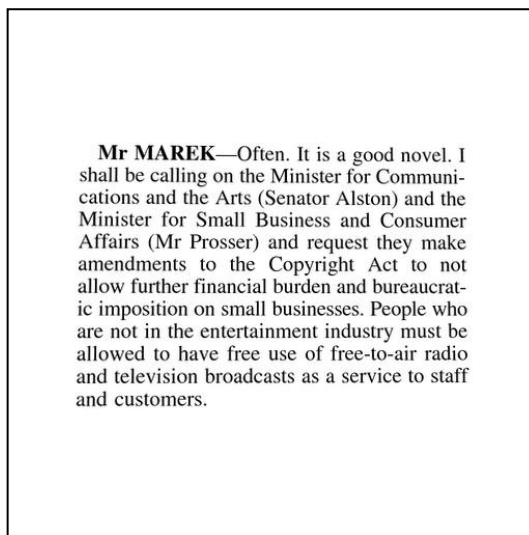 Mr MAREK—Often. It is a good novel. I
shall be calling on the Minister for Communi-
cations and the Arts (Senator Alston) and the
Minister for Small Business and Consumer
Affairs (Mr Prosser) and request they make
amendments to the Copyright Act to not
allow further financial burden and bureaucrat-
ic imposition on small businesses. People who
are not in the entertainment industry must be
allowed to have free use of free-to-air radio
and television broadcasts as a service to staff
and customers.